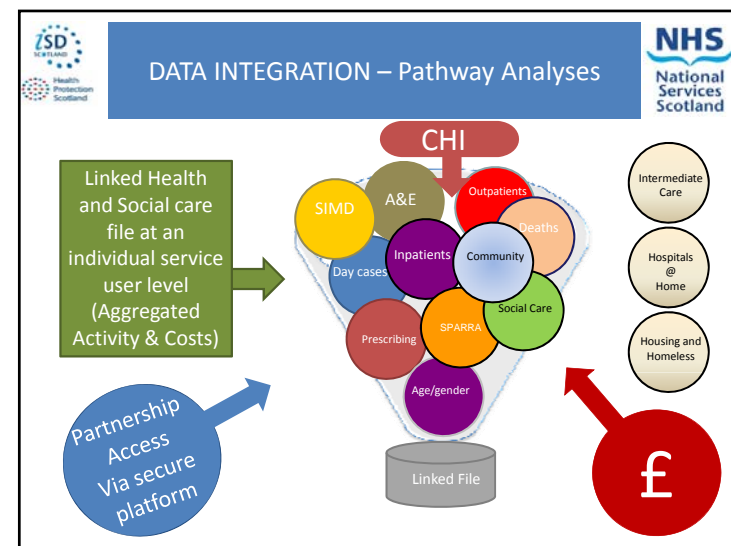 iSD
SCOTLAND
Health
Protection
Scotland
DATA INTEGRATION – Pathway Analyses
NHS
National
Services
Scotland
CHI
Linked Health
and Social care
file at an
individual service
user level
(Aggregated
Activity & Costs)
SIMD
A&E
Outpatients
Deaths
Inpatients
Community
Day cases
Social Care
Prescribing
SPARRA
Age/gender
Linked File
Intermediate
Care
Hospitals
@
Home
Housing and
Homeless
Partnership
Access
Via secure
platform
£